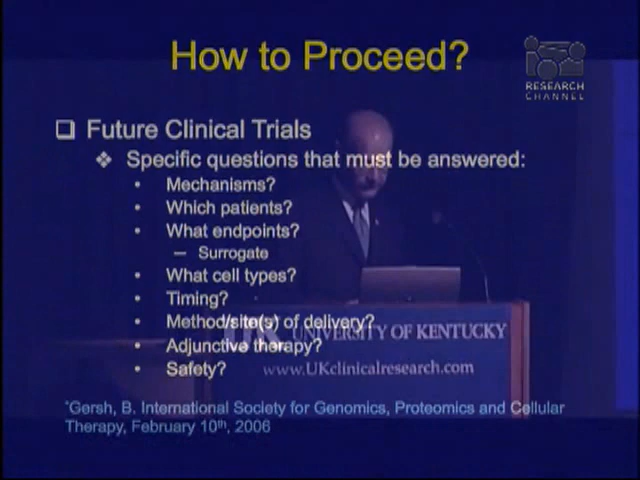 How to Proceed?
RESEARCH
CHANNEL
❑ Future Clinical Trials
❖ Specific questions that must be answered:
• Mechanisms?
• Which patients?
• What endpoints?
– Surrogate
• What cell types?
• Timing?
• Method/site(s) of delivery?
UK UNIVERSITY OF KENTUCKY
• Adjunctive therapy?
• Safety?
www.UKclinicalresearch.com
*Gersh, B. International Society for Genomics, Proteomics and Cellular
Therapy, February 10th, 2006